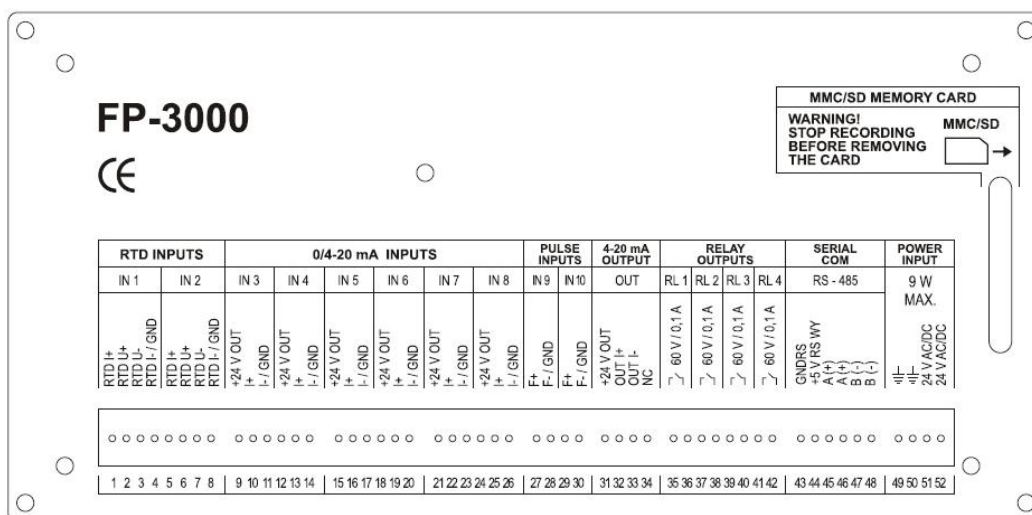 FP-3000
CE
MMC/SD MEMORY CARD
WARNING!
STOP RECORDING
BEFORE REMOVING
THE CARD
MMC/SD
RTD INPUTS
0/4-20 mA INPUTS
PULSE
INPUTS
4-20 mA
OUTPUT
RELAY
OUTPUTS
SERIAL
COM
POWER
INPUT
IN 1 IN 2 IN 3 IN 4 IN 5 IN 6 IN 7 IN 8 IN 9 IN 10 OUT RL 1 RL 2 RL 3 RL 4 RS - 485 9 W
MAX.
RTD I+
RTD U+
RTD U-
RTD I- / GND
RTD I+
RTD U+
RTD U-
RTD I- / GND
+24 V OUT
I+
I- / GND
+24 V OUT
I+
I- / GND
+24 V OUT
I+
I- / GND
+24 V OUT
I+
I- / GND
+24 V OUT
I+
I- / GND
+24 V OUT
I+
I- / GND
F+
F- / GND
F+
F- / GND
+24 V OUT
OUT I+
OUT I-
NC
60 V / 0,1 A
60 V / 0,1 A
60 V / 0,1 A
60 V / 0,1 A
GNDRS
+5 V RS WY
A (+)
A (+)
B (-)
B (-)
24 V AC/DC
24 V AC/DC
1 2 3 4 5 6 7 8 9 10 11 12 13 14 15 16 17 18 19 20 21 22 23 24 25 26 27 28 29 30 31 32 33 34 35 36 37 38 39 40 41 42 43 44 45 46 47 48 49 50 51 52